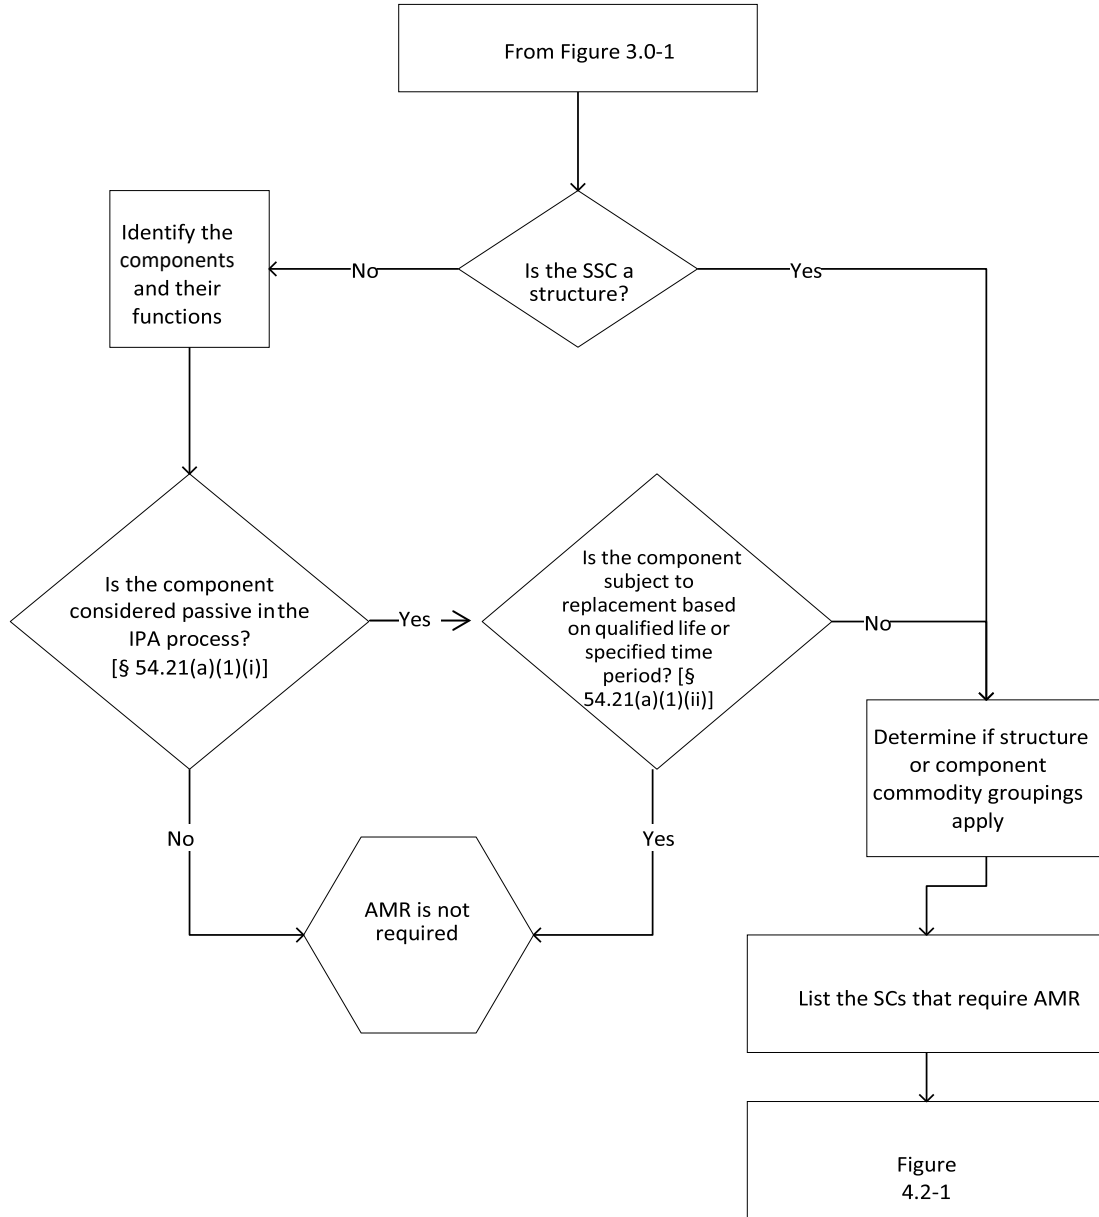 From Figure 3.0-1
Identify the
components
and their
functions
No
Is the SSC a
structure?
Yes
Is the component
considered passive in the
IPA process?
[§ 54.21(a)(1)(i)]
Yes
Is the component
subject to
replacement based
on qualified life or
specified time
period? [§
54.21(a)(1)(ii)]
No
Determine if structure
or component
commodity groupings
apply
No
Yes
AMR is not
required
List the SCs that require AMR
Figure
4.2-1